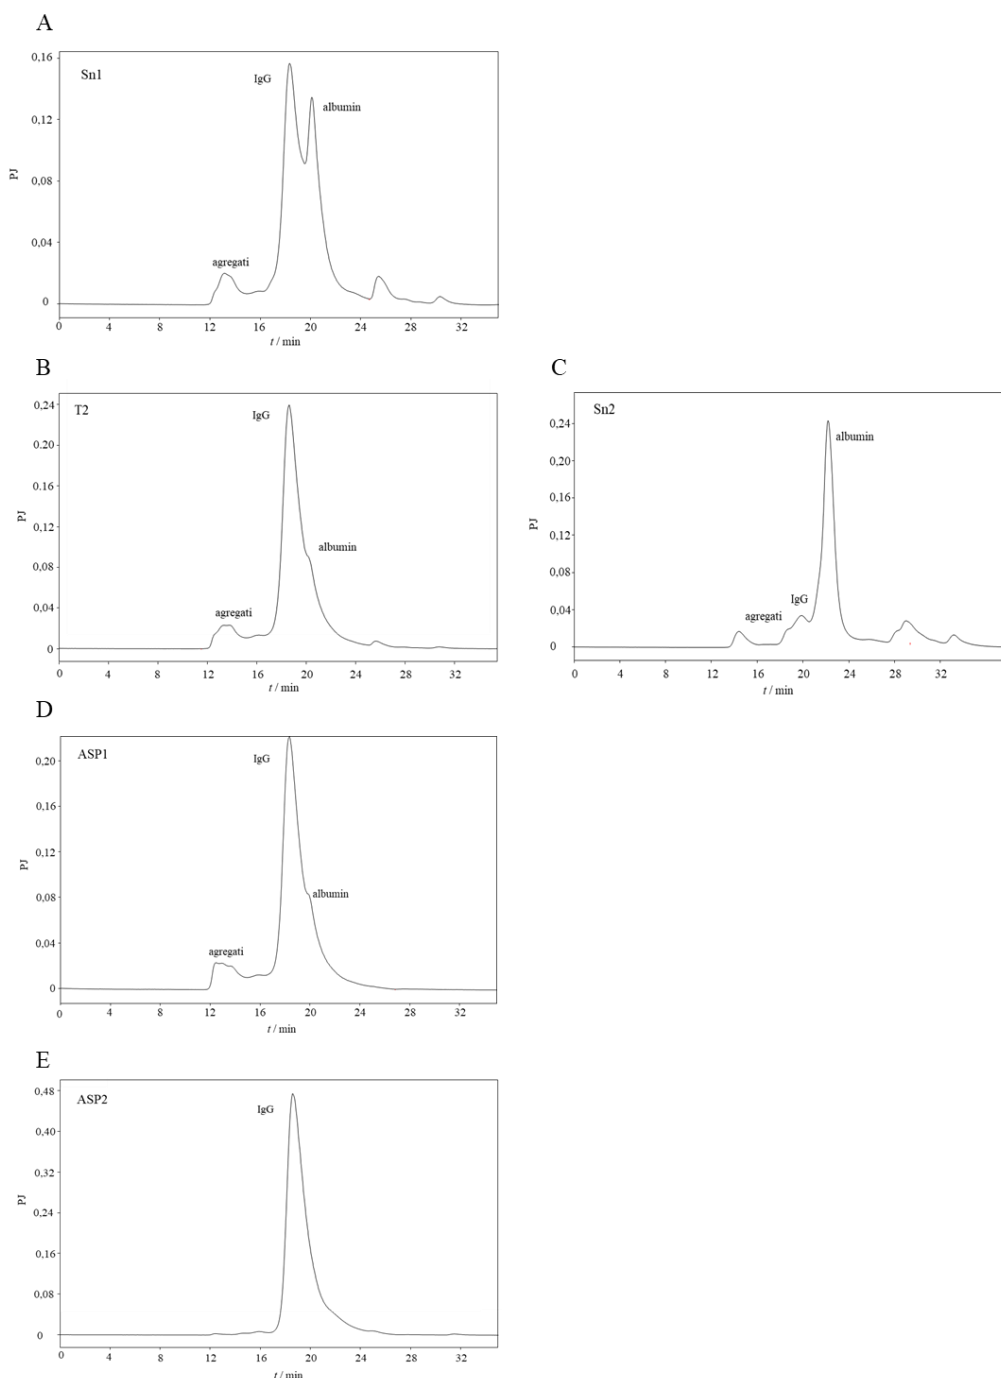 A
Sn1
IgG
albumin
agregati
PJ
0,16
0,12
0,08
0,04
0
0 4 8 12 16 20 24 28 32
t / min
B
T2
IgG
albumin
agregati
PJ
0,24
0,20
0,16
0,12
0,08
0,04
0
0 4 8 12 16 20 24 28 32
t / min
C
Sn2
albumin
IgG
agregati
PJ
0,24
0,20
0,16
0,12
0,08
0,04
0
0 4 8 12 16 20 24 28 32
t / min
D
ASP1
IgG
albumin
agregati
PJ
0,20
0,16
0,12
0,08
0,04
0
0 4 8 12 16 20 24 28 32
t / min
E
ASP2
IgG
PJ
0,48
0,40
0,32
0,24
0,16
0,08
0
0 4 8 12 16 20 24 28 32
t / min